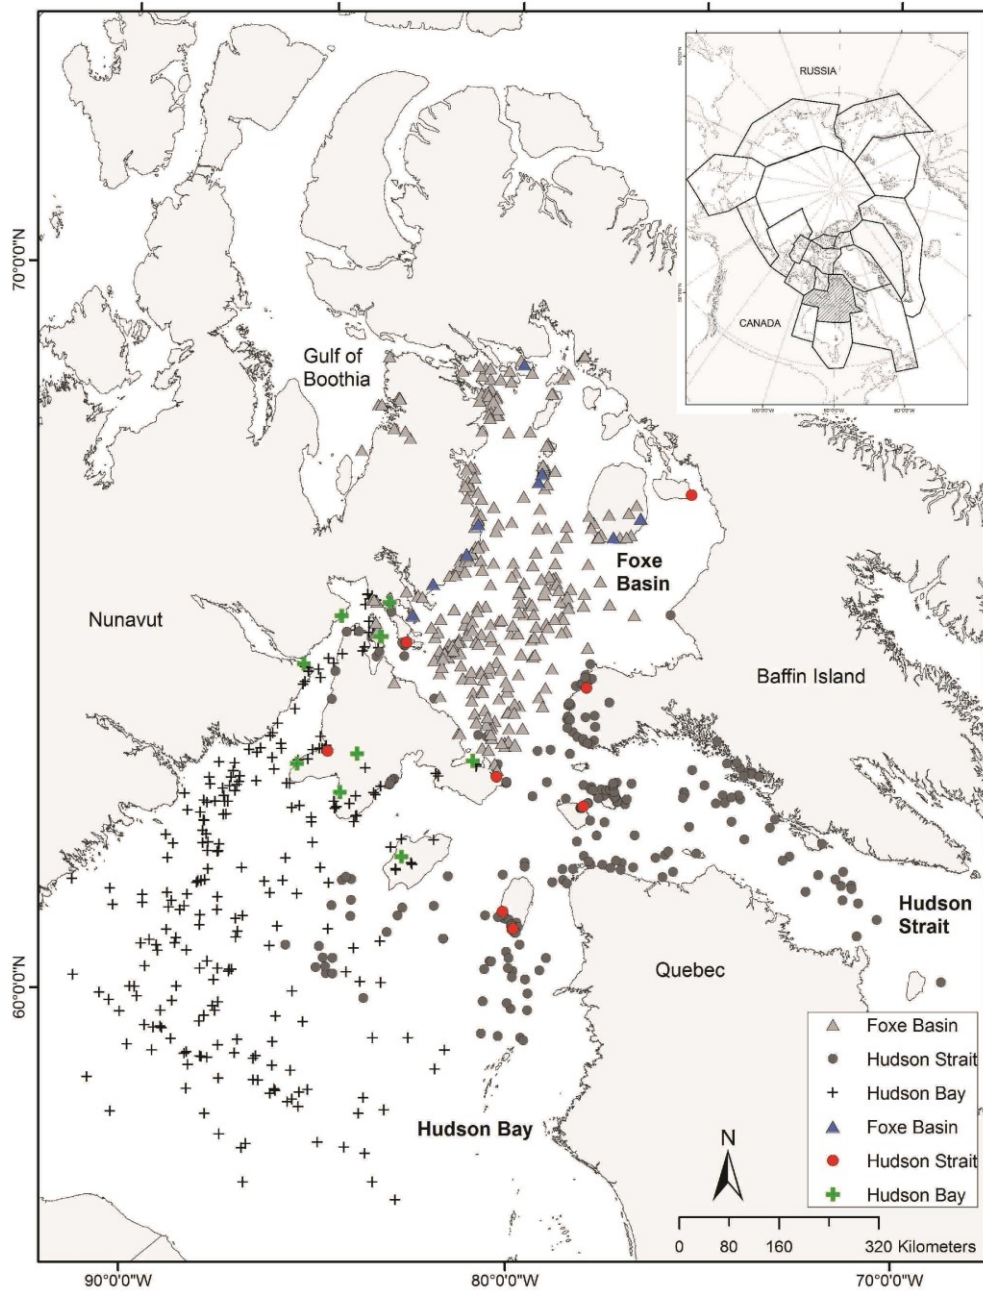 RUSSIA
CANADA
70°0'0"N
Gulf of
Boothia
Foxe
Basin
Nunavut
Baffin Island
Hudson
Strait
60°0'0"N
Quebec
Hudson Bay
N
Foxe Basin
Hudson Strait
Hudson Bay
Foxe Basin
Hudson Strait
Hudson Bay
0 80 160 320 Kilometers
90°0'0"W 80°0'0"W 70°0'0"W